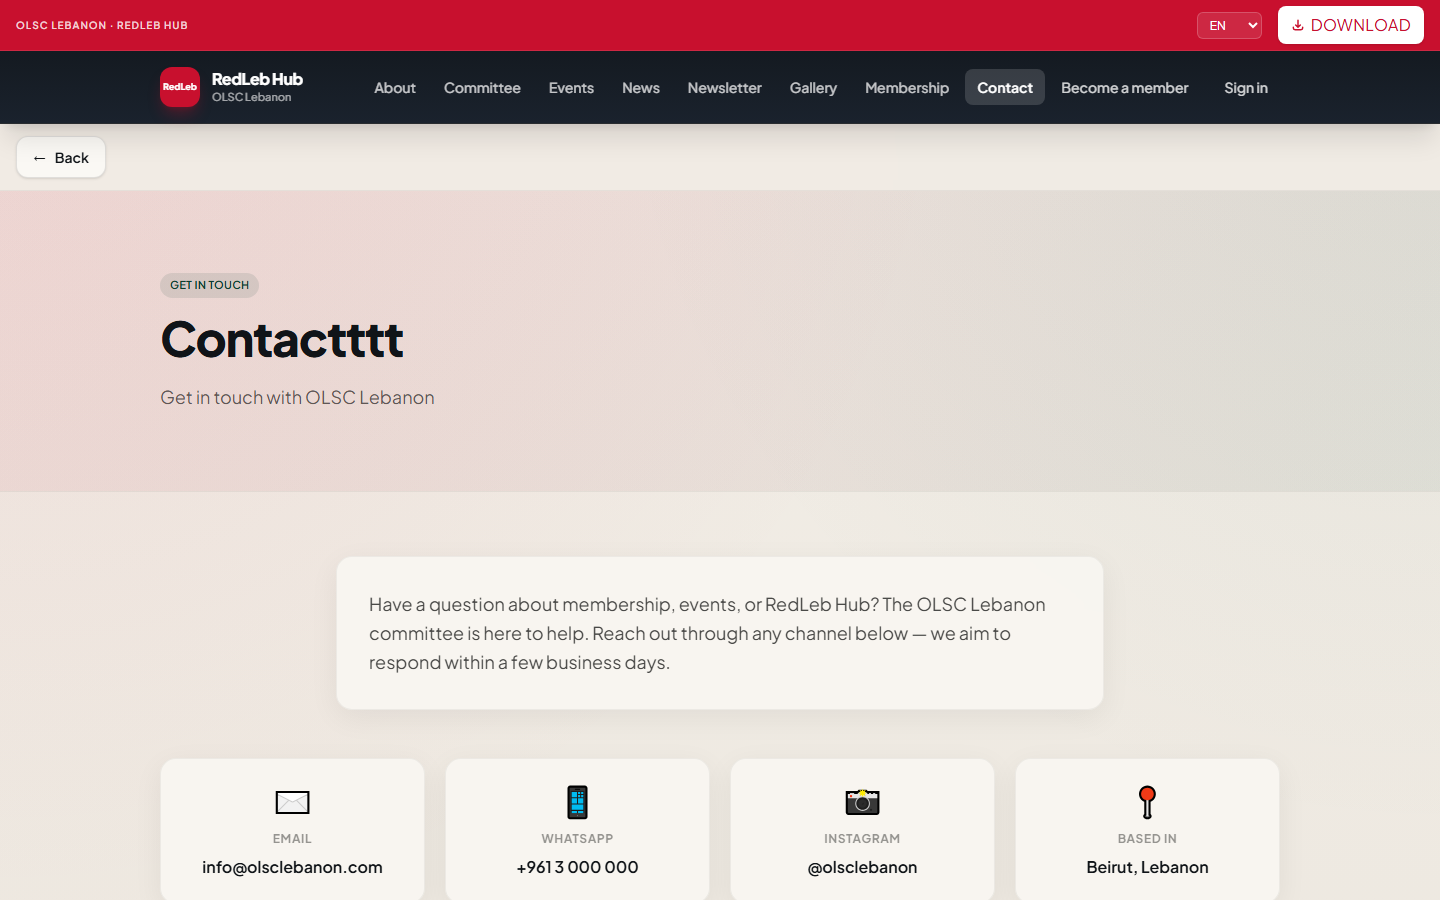 OLSC LEBANON · REDLEB HUB
EN
DOWNLOAD
RedLeb
RedLeb Hub
OLSC Lebanon
About
Committee
Events
News
Newsletter
Gallery
Membership
Contact
Become a member
Sign in
← Back
GET IN TOUCH
Contactttt
Get in touch with OLSC Lebanon
Have a question about membership, events, or RedLeb Hub? The OLSC Lebanon
committee is here to help. Reach out through any channel below — we aim to
respond within a few business days.
EMAIL
info@olsclebanon.com
WHATSAPP
+961 3 000 000
INSTAGRAM
@olsclebanon
BASED IN
Beirut, Lebanon